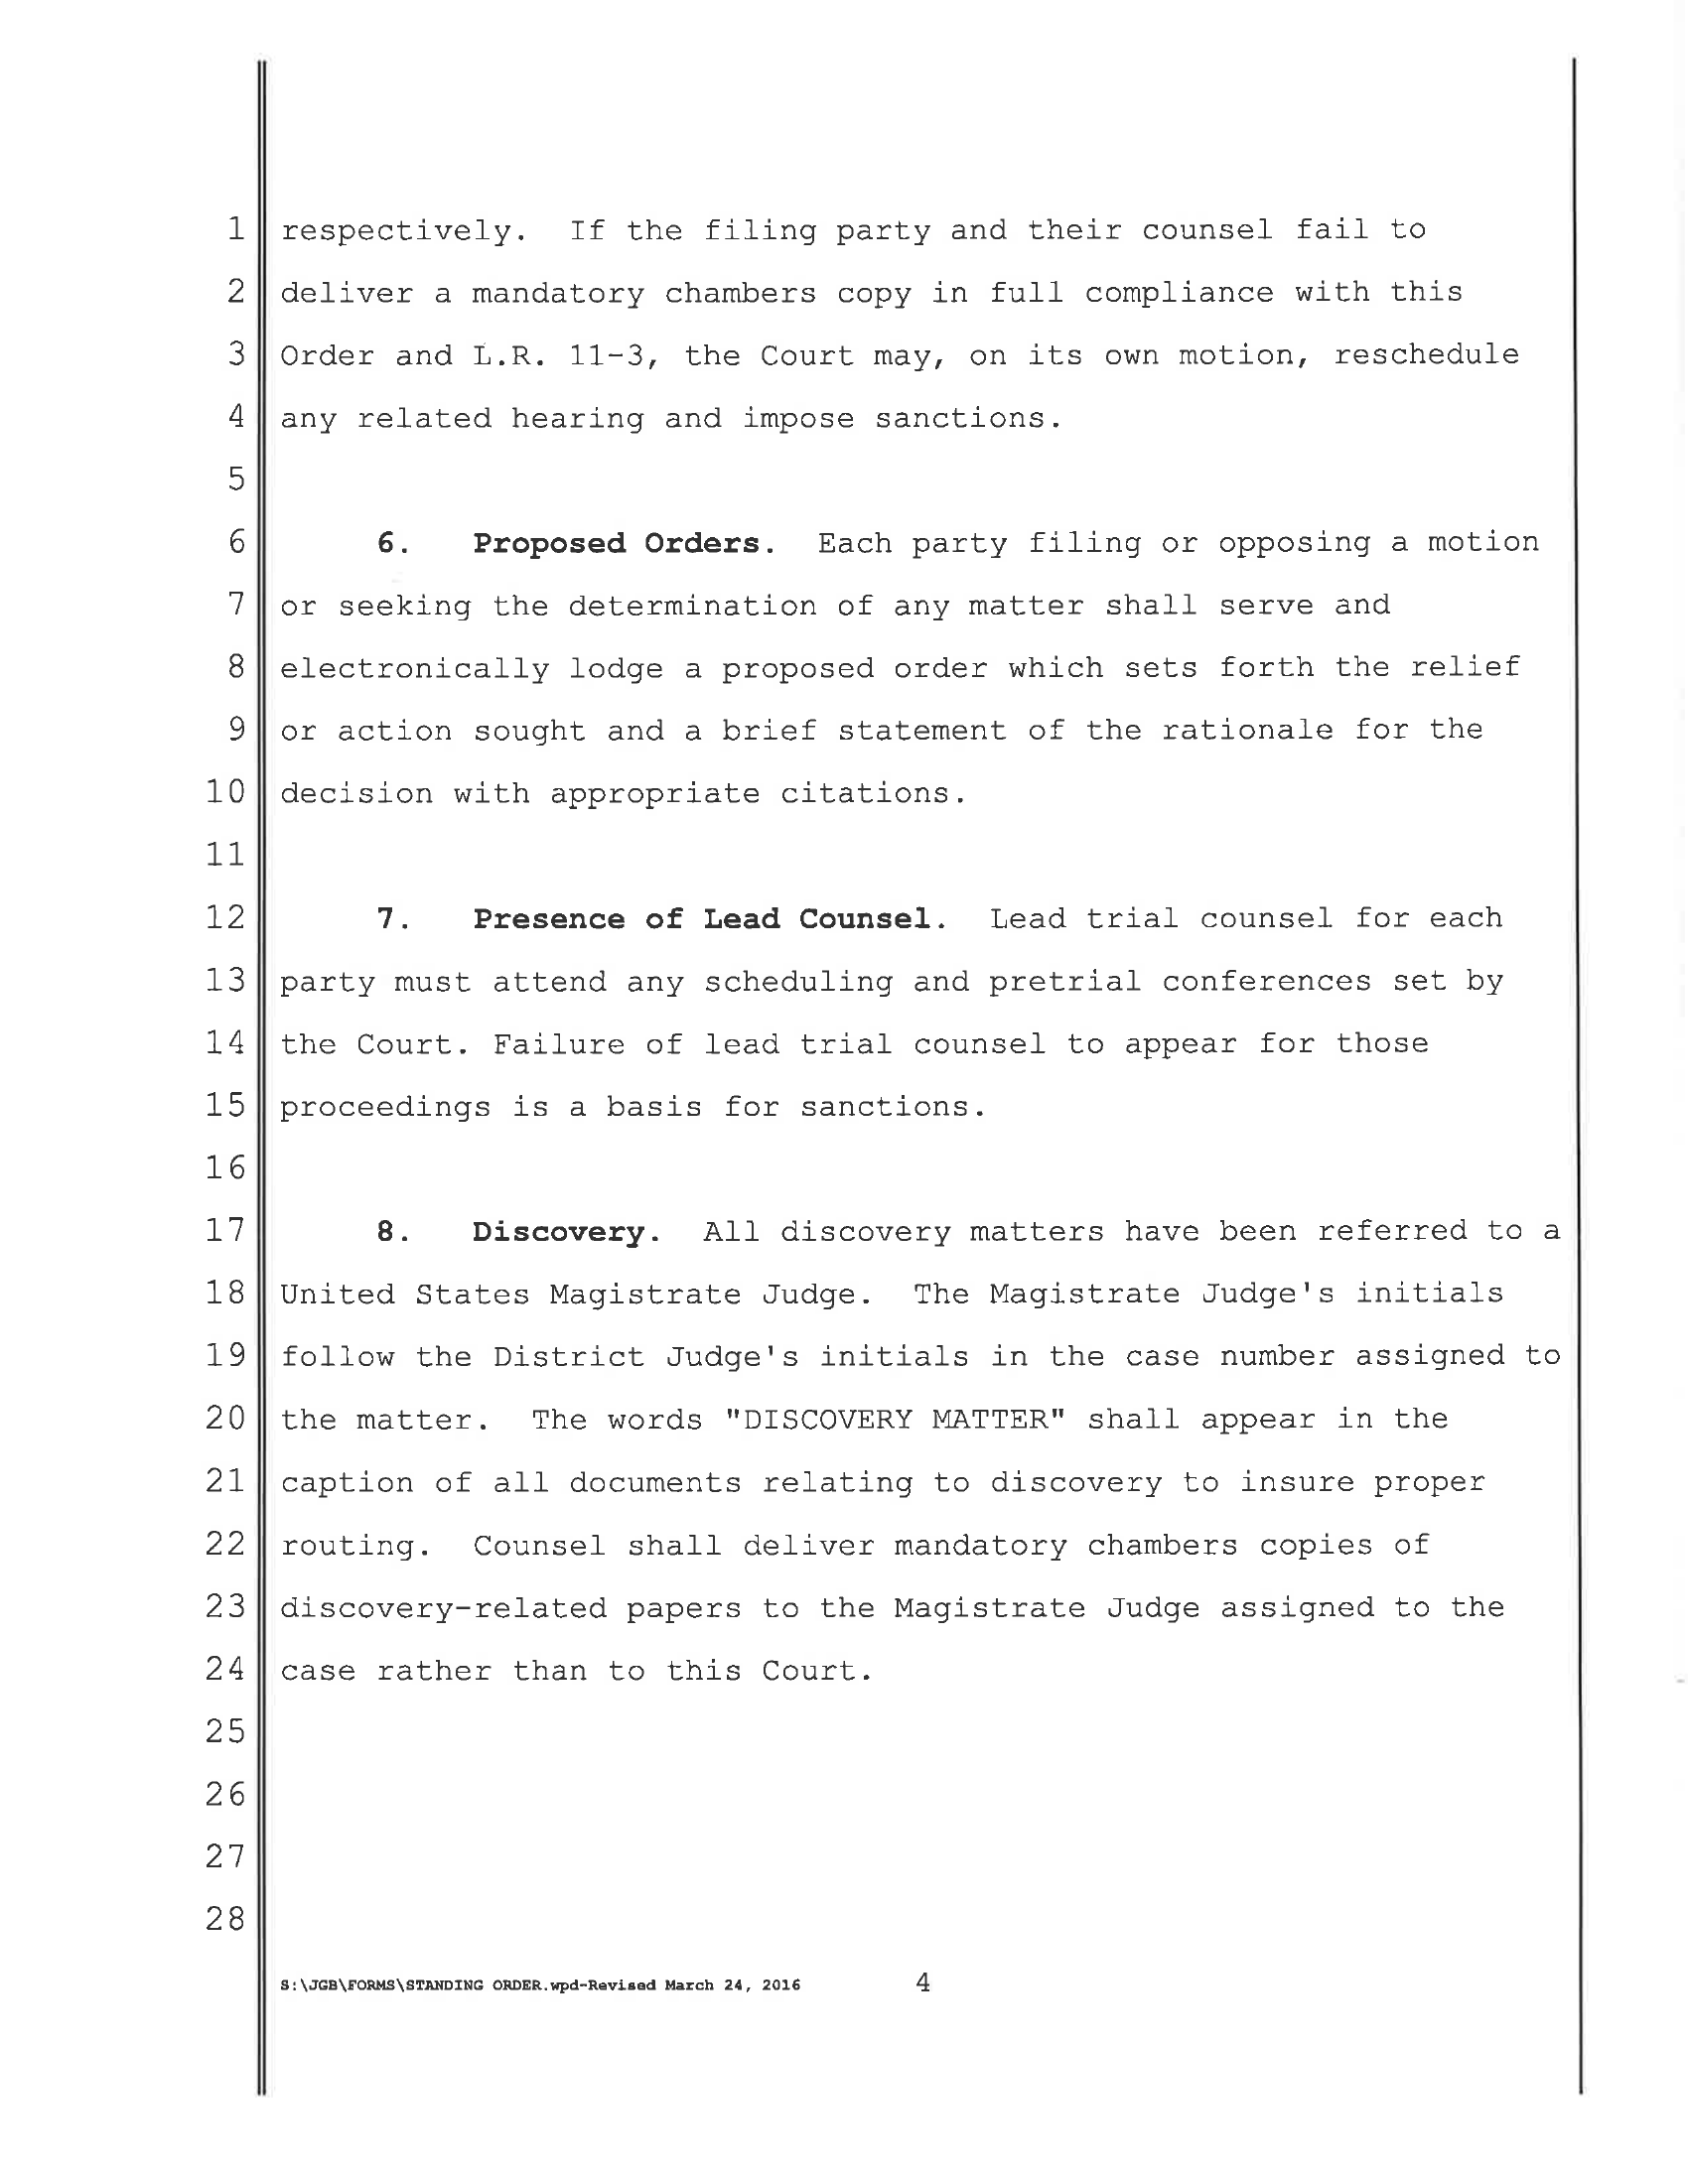 1 respectively. If the filing party and their counsel fail to
2 deliver a mandatory chambers copy in full compliance with this
3 Order and L.R. 11-3, the Court may, on its own motion, reschedule
4 any related hearing and impose sanctions.
5
6 6. Proposed Orders. Each party filing or opposing a motion
7 or seeking the determination of any matter shall serve and
8 electronically lodge a proposed order which sets forth the relief
9 or action sought and a brief statement of the rationale for the
10 decision with appropriate citations.
11
12 7. Presence of Lead Counsel. Lead trial counsel for each
13 party must attend any scheduling and pretrial conferences set by
14 the Court. Failure of lead trial counsel to appear for those
15 proceedings is a basis for sanctions.
16
17 8. Discovery. All discovery matters have been referred to a
18 United States Magistrate Judge. The Magistrate Judge's initials
19 follow the District Judge's initials in the case number assigned to
20 the matter. The words "DISCOVERY MATTER" shall appear in the
21 caption of all documents relating to discovery to insure proper
22 routing. Counsel shall deliver mandatory chambers copies of
23 discovery-related papers to the Magistrate Judge assigned to the
24 case rather than to this Court.
25
26
27
28
S:\JGB\FORMS\STANDING ORDER.wpd-Revised March 24, 2016 4